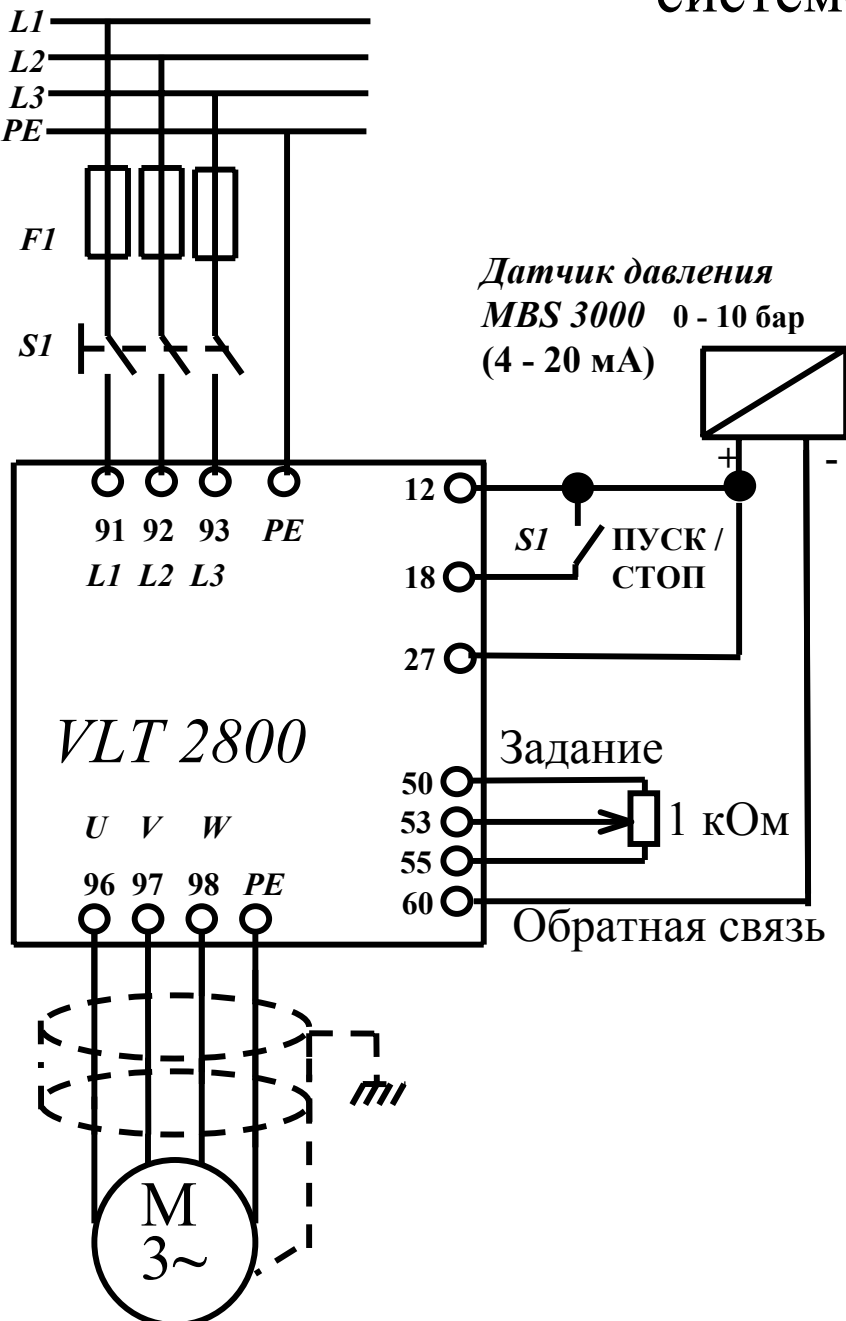 систем
L1
L2
L3
PE
F1
S1
Датчик давления
MBS 3000 0 - 10 бар
(4 - 20 мА)
+ -
91 92 93 PE
L1 L2 L3
12
S1 ПУСК /
СТОП
18
27
VLT 2800
Задание
50
53
1 кОм
55
60
Обратная связь
U V W
96 97 98 PE
M
3~